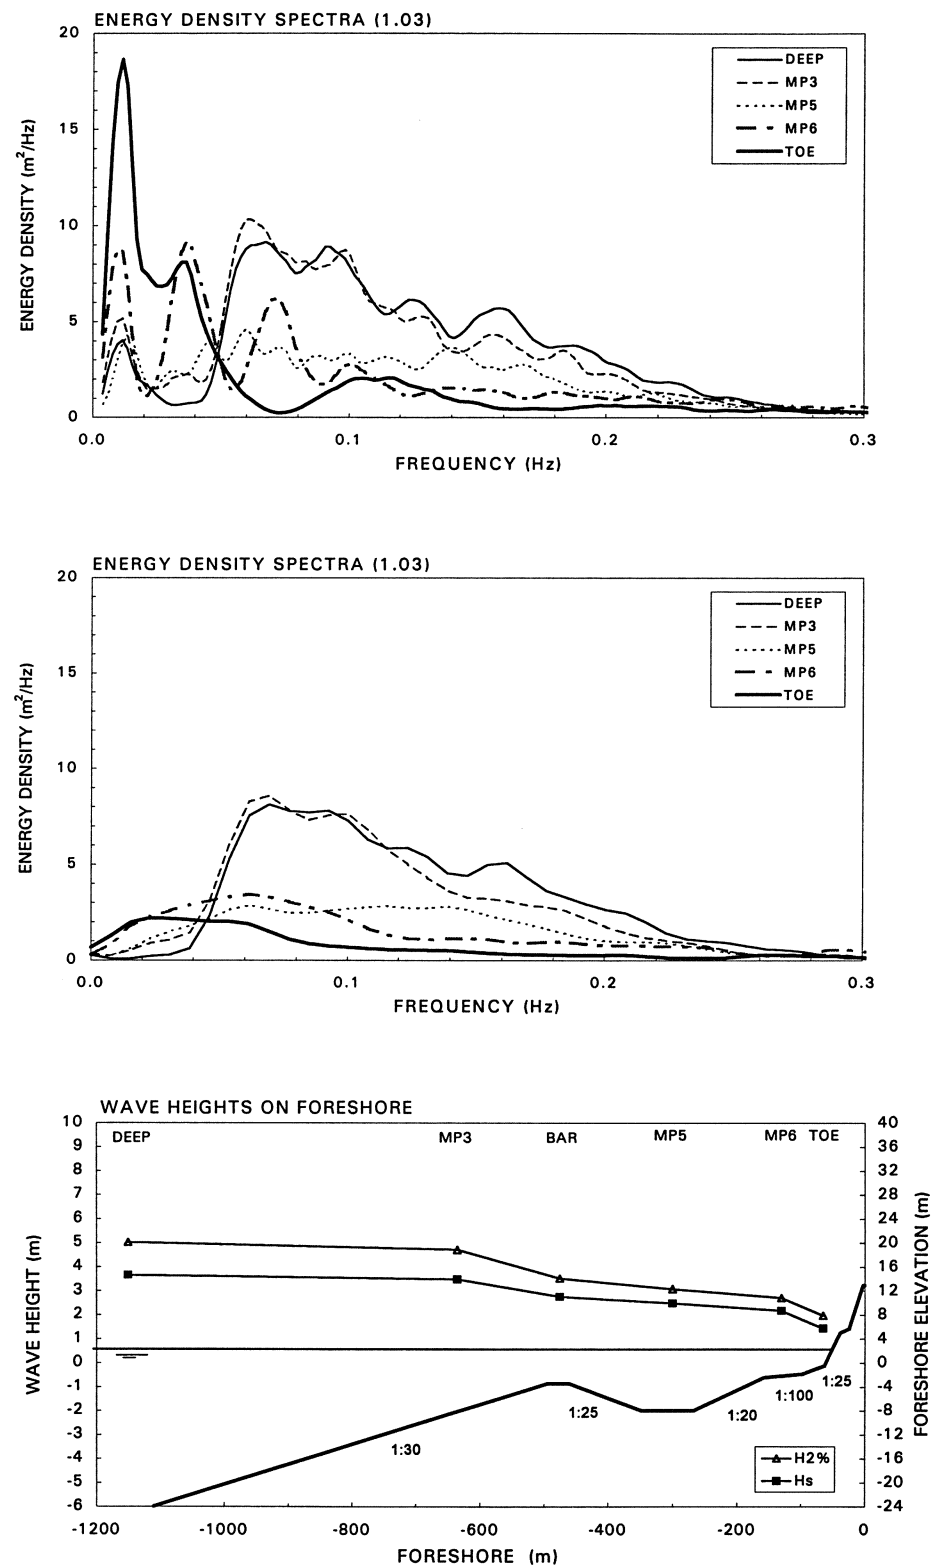 ENERGY DENSITY SPECTRA (1.03)
20
15
10
5
0
ENERGY DENSITY (m²/Hz)
DEEP
MP3
MP5
MP6
TOE
0.0 0.1 0.2 0.3
FREQUENCY (Hz)
ENERGY DENSITY SPECTRA (1.03)
20
15
10
5
0
ENERGY DENSITY (m²/Hz)
DEEP
MP3
MP5
MP6
TOE
0.0 0.1 0.2 0.3
FREQUENCY (Hz)
WAVE HEIGHTS ON FORESHORE
DEEP MP3 BAR MP5 MP6 TOE
10
9
8
7
6
5
4
3
2
1
0
-1
-2
-3
-4
-5
-6
WAVE HEIGHT (m)
40
36
32
28
24
20
16
12
8
4
0
-4
-8
-12
-16
-20
-24
FORESHORE ELEVATION (m)
1:30
1:25
1:20
1:100
1:25
H2%
Hs
-1200 -1000 -800 -600 -400 -200 0
FORESHORE (m)